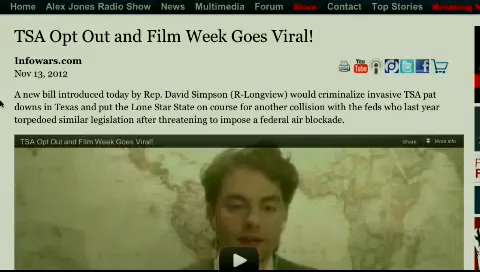 Home Alex Jones Radio Show News Multimedia Forum Store Contact Top Stories
TSA Opt Out and Film Week Goes Viral!
Infowars.com
Nov 13, 2012
You Tube
A new bill introduced today by Rep. David Simpson (R-Longview) would criminalize invasive TSA pat
downs in Texas and put the Lone Star State on course for another collision with the feds who last year
torpedoed similar legislation after threatening to impose a federal air blockade.
TSA Opt Out and Film Week Goes Viral! Share More info